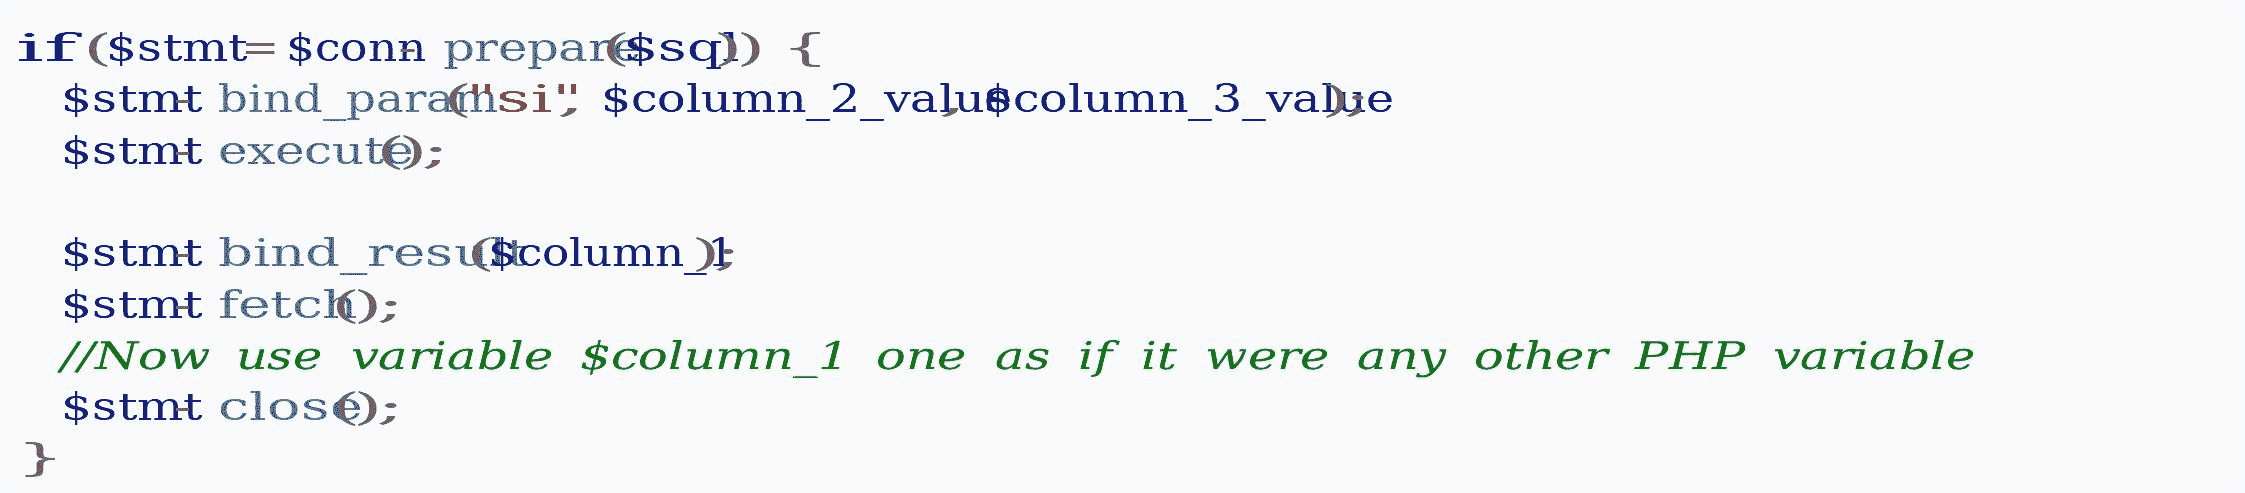 if($stmt= $conn- prepare($sql)) {
$stmt- bind_param("si", $column_2_value, $column_3_value);
$stmt- execute();
$stmt- bind_result($column_1);
$stmt- fetch();
//Now use variable $column_1 one as if it were any other PHP variable
$stmt- close();
}